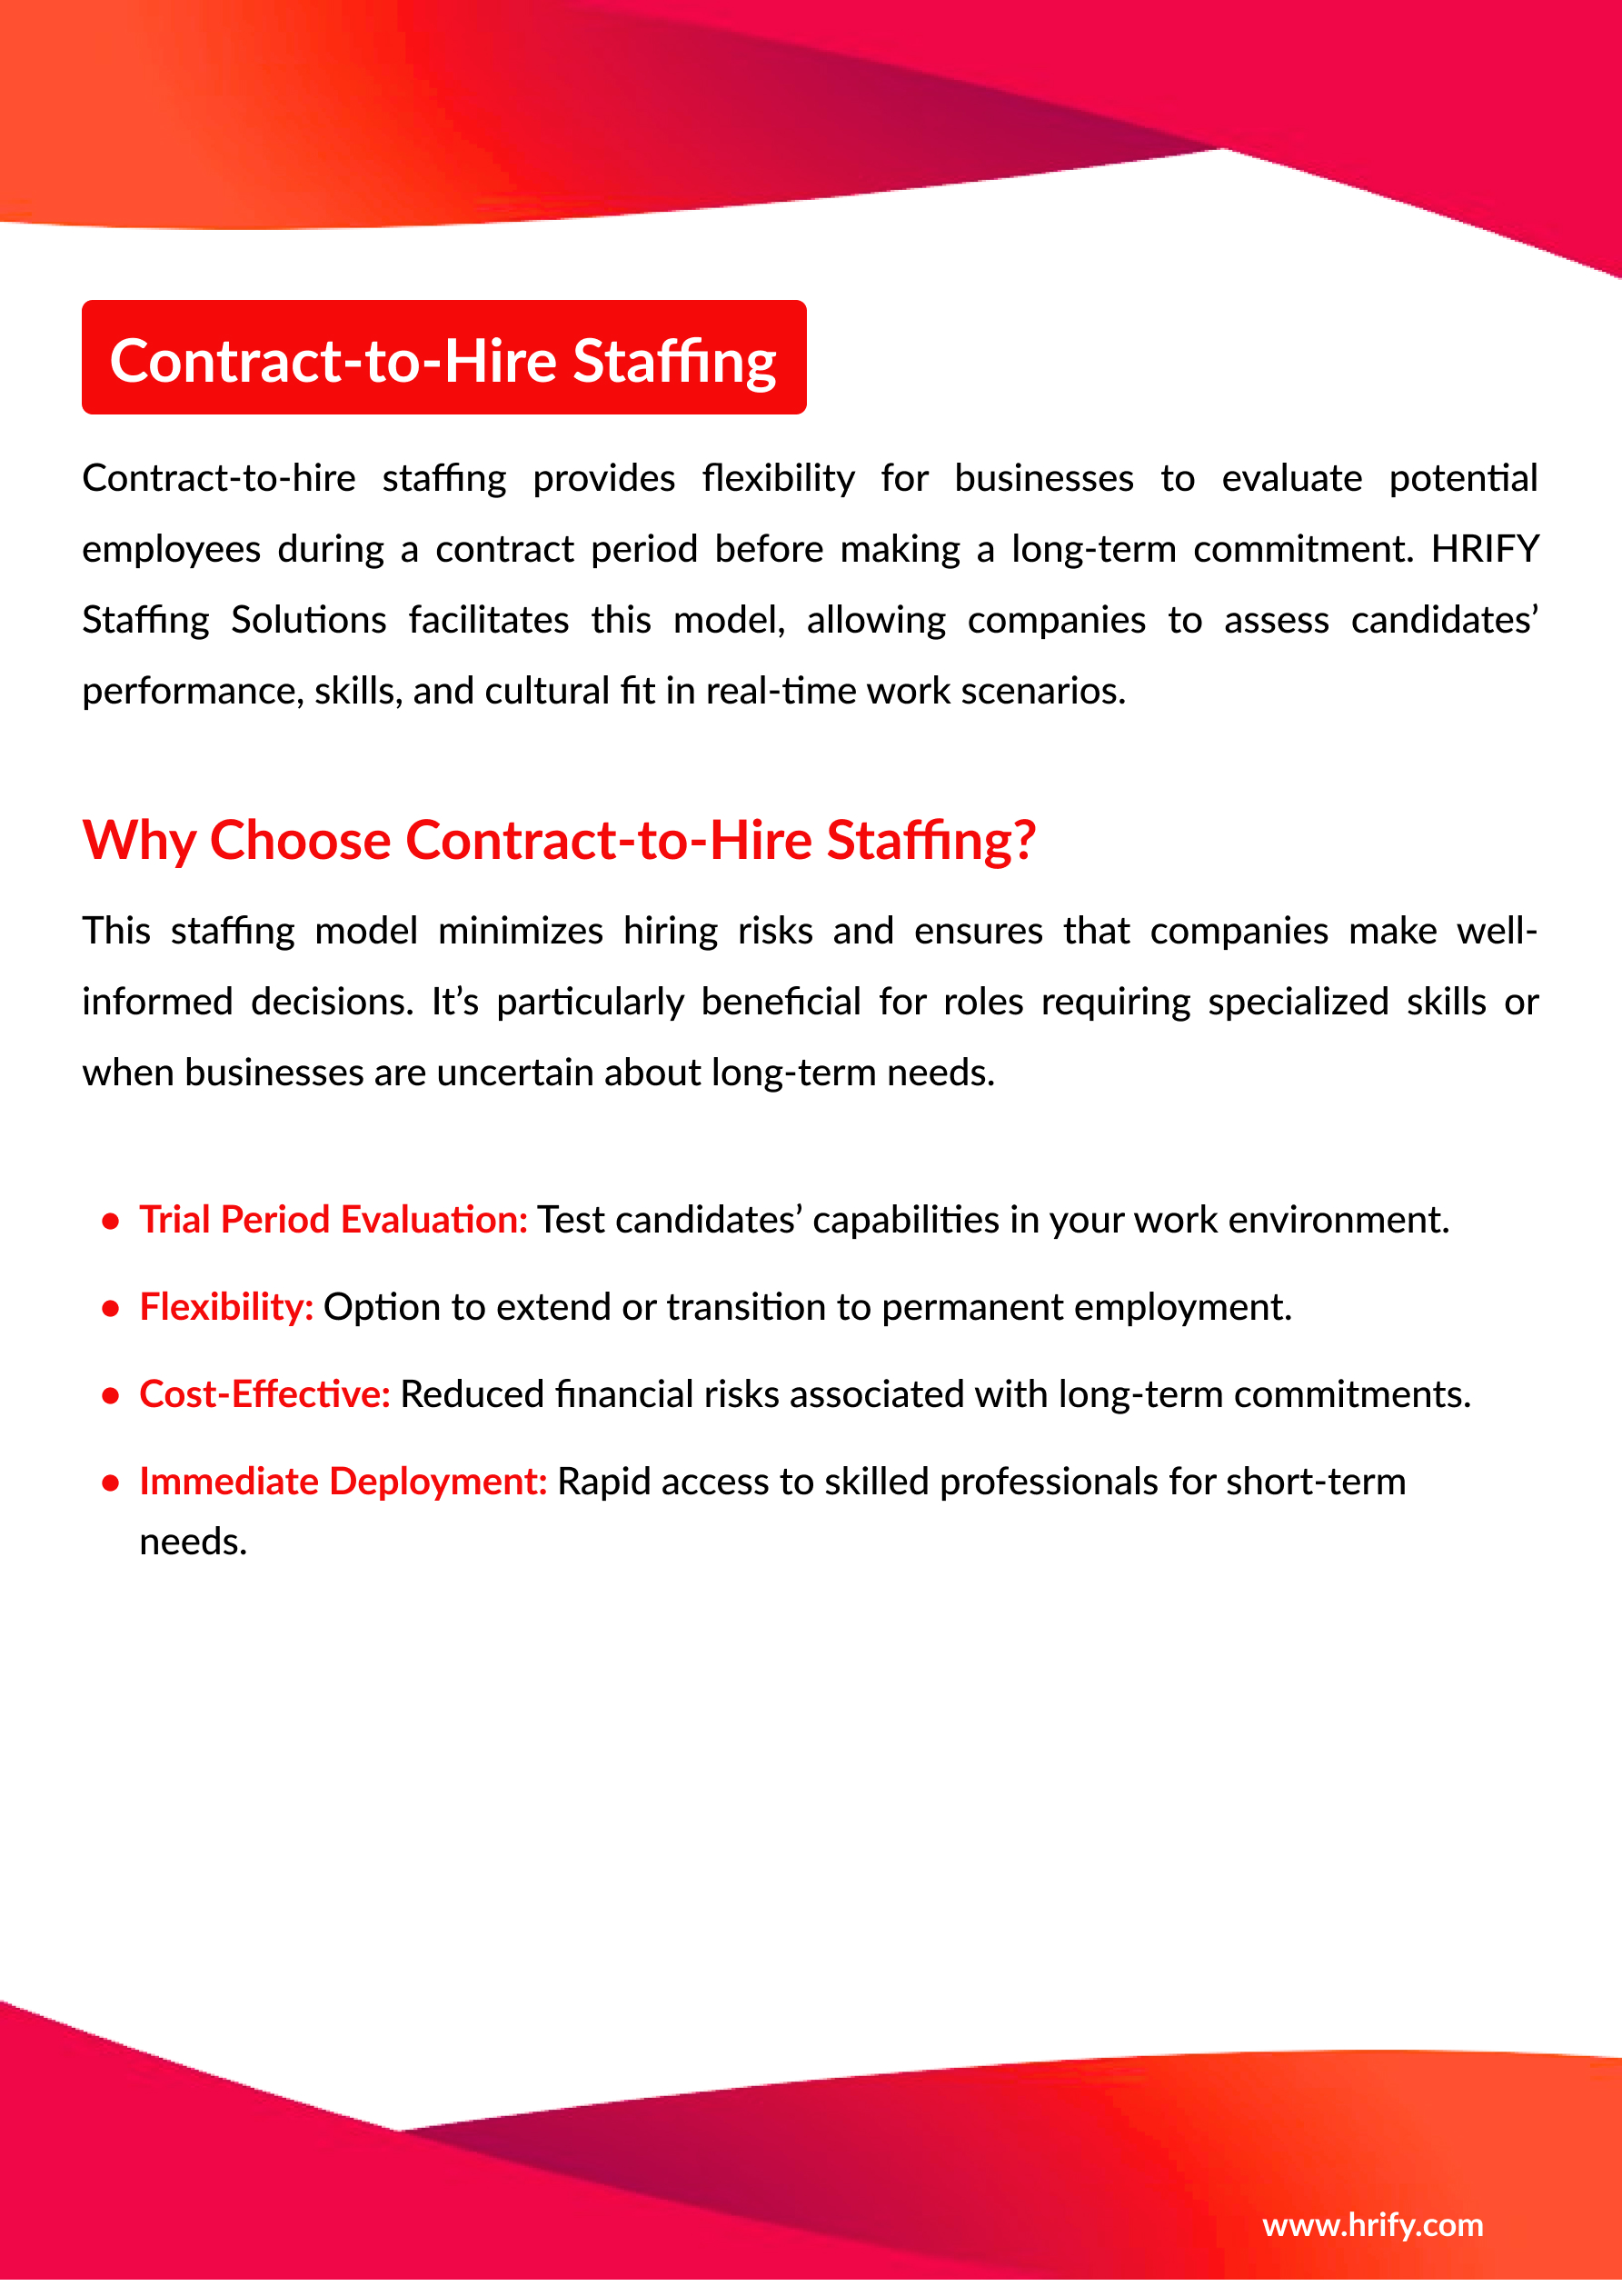 Contract-to-Hire Staffing
Contract-to-hire staffing provides flexibility for businesses to evaluate potential
employees during a contract period before making a long-term commitment. HRIFY
Staffing Solutions facilitates this model, allowing companies to assess candidates’
performance, skills, and cultural fit in real-time work scenarios.
Why Choose Contract-to-Hire Staffing?
This staffing model minimizes hiring risks and ensures that companies make well-
informed decisions. It’s particularly beneficial for roles requiring specialized skills or
when businesses are uncertain about long-term needs.
● Trial Period Evaluation: Test candidates’ capabilities in your work environment.
● Flexibility: Option to extend or transition to permanent employment.
● Cost-Effective: Reduced financial risks associated with long-term commitments.
● Immediate Deployment: Rapid access to skilled professionals for short-term
needs.
www.hrify.com